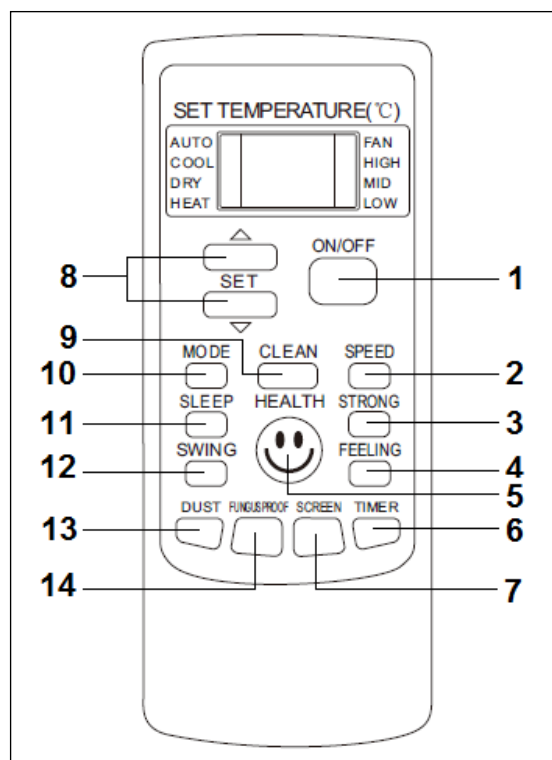 SET TEMPERATURE(℃)
AUTO FAN
COOL HIGH
DRY MID
HEAT LOW
ON/OFF
8 SET 1
9
MODE CLEAN SPEED
10 2
SLEEP HEALTH STRONG
11 3
SWING FEELING
12 4
5
DUST FUNGUSPROOF SCREEN TIMER
13 6
14 7